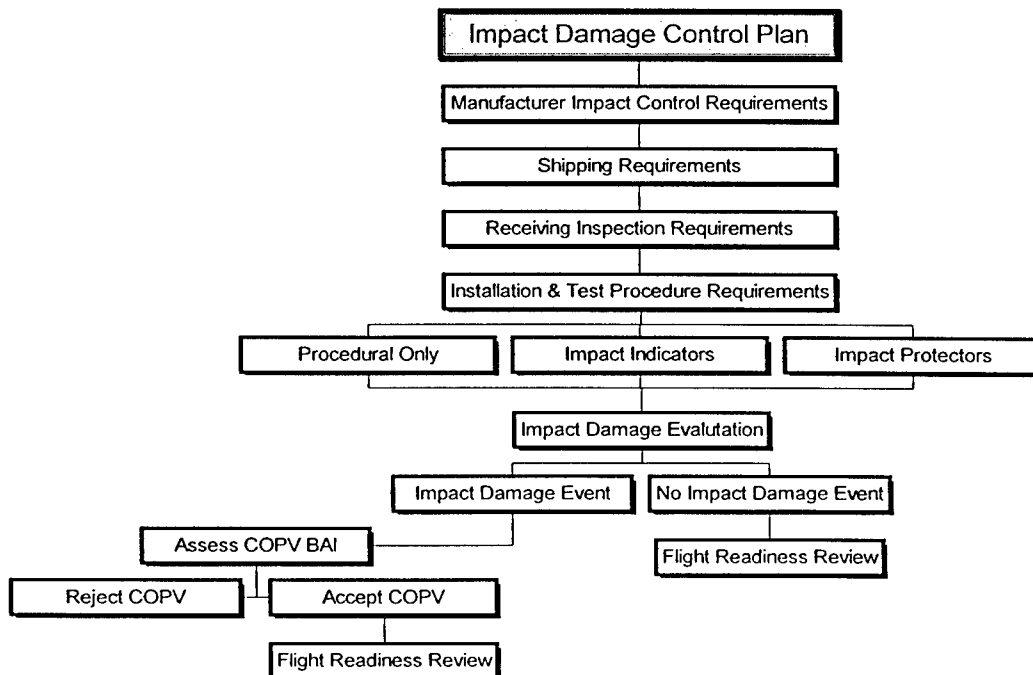 Impact Damage Control Plan
Manufacturer Impact Control Requirements
Shipping Requirements
Receiving Inspection Requirements
Installation & Test Procedure Requirements
Procedural Only
Impact Indicators
Impact Protectors
Impact Damage Evalutation
Impact Damage Event
No Impact Damage Event
Assess COPV BAI
Flight Readiness Review
Reject COPV
Accept COPV
Flight Readiness Review